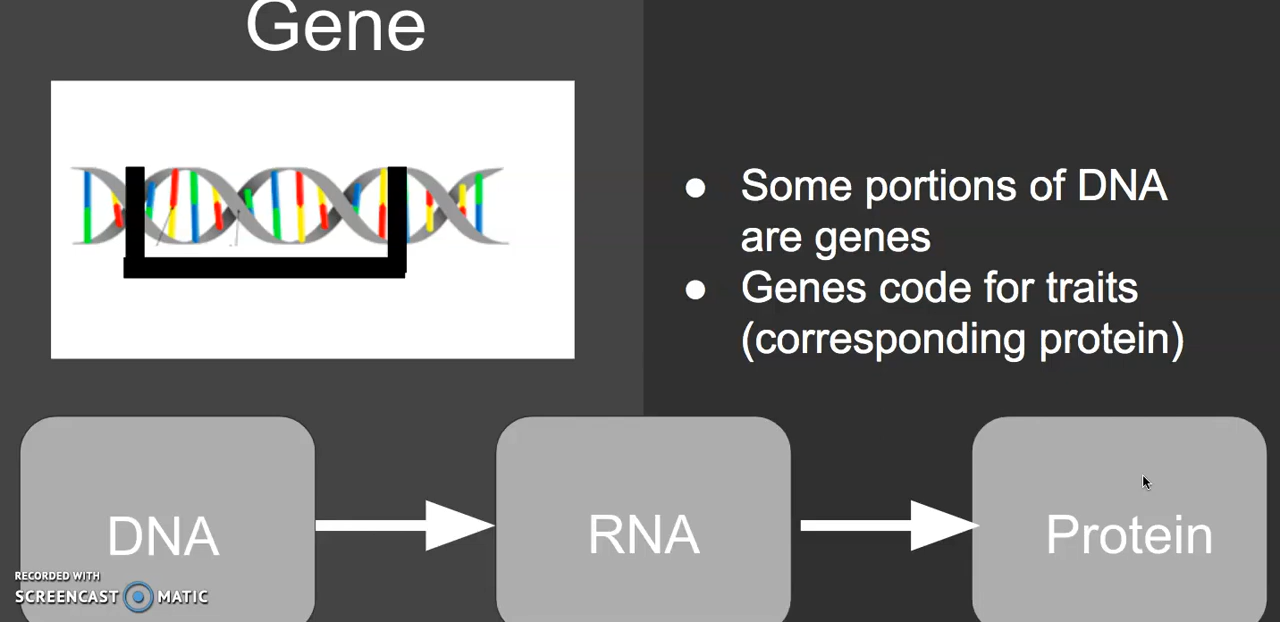 Gene
● Some portions of DNA
are genes
● Genes code for traits
(corresponding protein)
DNA
RNA
Protein
RECORDED WITH
SCREENCAST MATIC